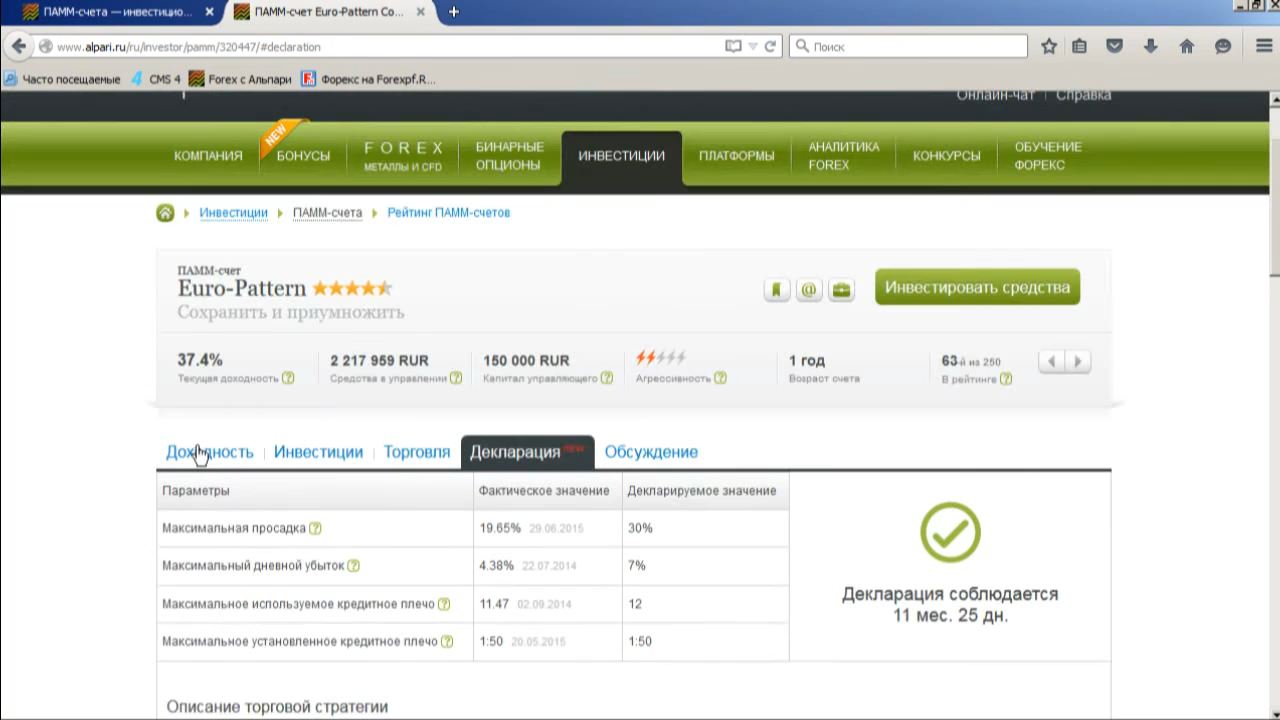 ПАММ-счета — инвестицио...
ПАММ-счет Euro-Pattern Co...
www.alpari.ru/ru/investor/pamm/320447/#declaration
Поиск
Часто посещаемые
CMS 4
Forex с Альпари
Форекс на Forexpf.R...
Онлайн-чат
Справка
КОМПАНИЯ
NEW
БОНУСЫ
FOREX
МЕТАЛЛЫ И CFD
БИНАРНЫЕ
ОПЦИОНЫ
ИНВЕСТИЦИИ
ПЛАТФОРМЫ
АНАЛИТИКА
FOREX
КОНКУРСЫ
ОБУЧЕНИЕ
ФОРЕКС
Инвестиции
ПАММ-счета
Рейтинг ПАММ-счетов
ПАММ-счет
Euro-Pattern
Сохранить и приумножить
Инвестировать средства
37.4%
Текущая доходность
2 217 959 RUR
Средства в управлении
150 000 RUR
Капитал управляющего
Агрессивность
1 год
Возраст счета
63-й из 250
В рейтинге
Доходность
Инвестиции
Торговля
Декларация new
Обсуждение
Параметры
Фактическое значение
Декларируемое значение
Максимальная просадка
19.65% 29.06.2015
30%
Максимальный дневной убыток
4.38% 22.07.2014
7%
Максимальное используемое кредитное плечо
11.47 02.09.2014
12
Максимальное установленное кредитное плечо
1:50 20.05.2015
1:50
Декларация соблюдается
11 мес. 25 дн.
Описание торговой стратегии